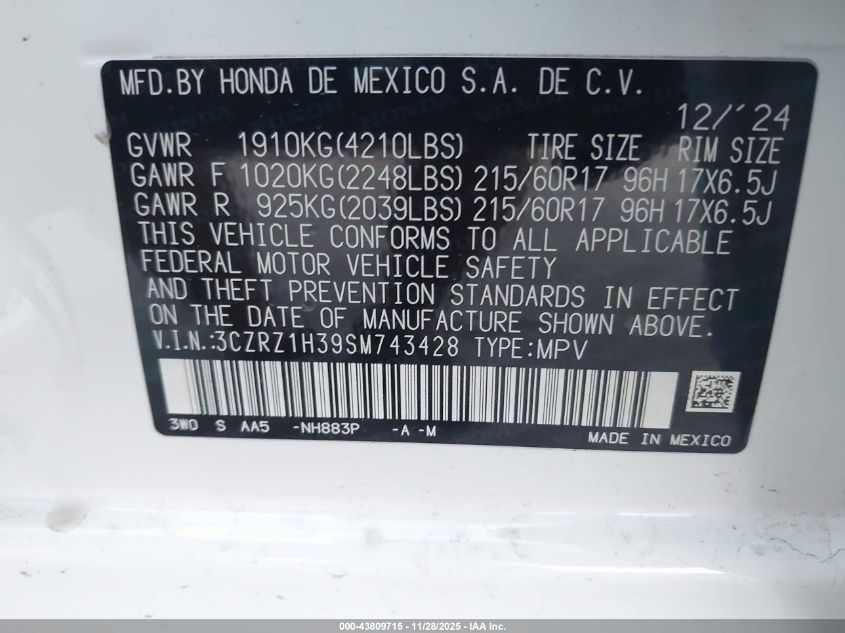 MFD.BY HONDA DE MEXICO S.A. DE C.V.
12/'24
GVWR 1910KG(4210LBS) TIRE SIZE RIM SIZE
GAWR F 1020KG(2248LBS) 215/60R17 96H 17X6.5J
GAWR R 925KG(2039LBS) 215/60R17 96H 17X6.5J
THIS VEHICLE CONFORMS TO ALL APPLICABLE
FEDERAL MOTOR VEHICLE SAFETY
AND THEFT PREVENTION STANDARDS IN EFFECT
ON THE DATE OF MANUFACTURE SHOWN ABOVE.
V.I.N.:3CZRZ1H39SM743428 TYPE:MPV
3W0 S AA5 -NH883P -A -M
MADE IN MEXICO
000-43809715 - 11/28/2025 - IAA Inc.